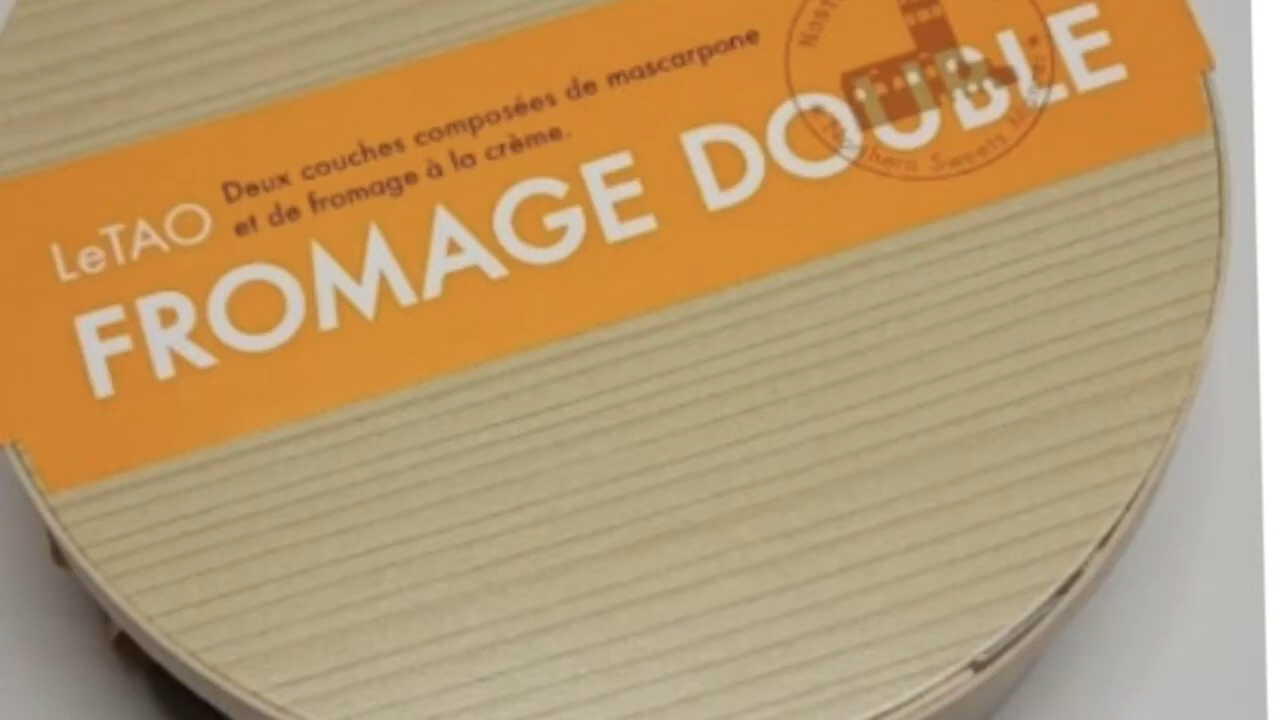 LeTAO
Deux couches composées de mascarpone
et de fromage à la crème.
FROMAGE DOUBLE
Northern Sweets